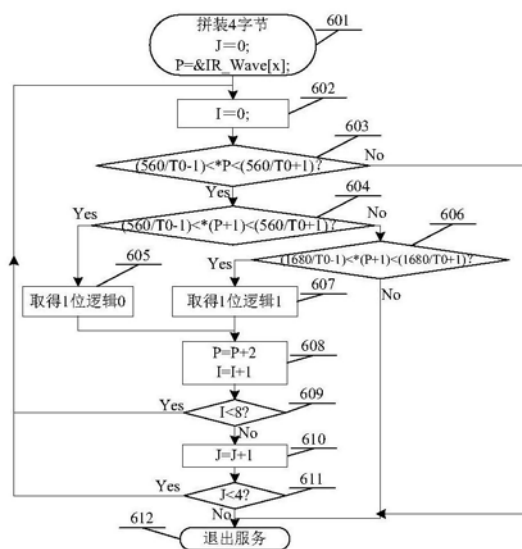 拼装4字节
J=0;
P=&IR_Wave[x];
601
602
I=0;
603
(560/T0-1)<*P<(560/T0+1)?
No
Yes
604
(560/T0-1)<*(P+1)<(560/T0+1)?
Yes
No
606
(1680/T0-1)<*(P+1)<(1680/T0+1)?
Yes
No
605
取得1位逻辑0
607
取得1位逻辑1
608
P=P+2
I=I+1
609
I<8?
Yes
No
610
J=J+1
611
J<4?
Yes
No
612
退出服务